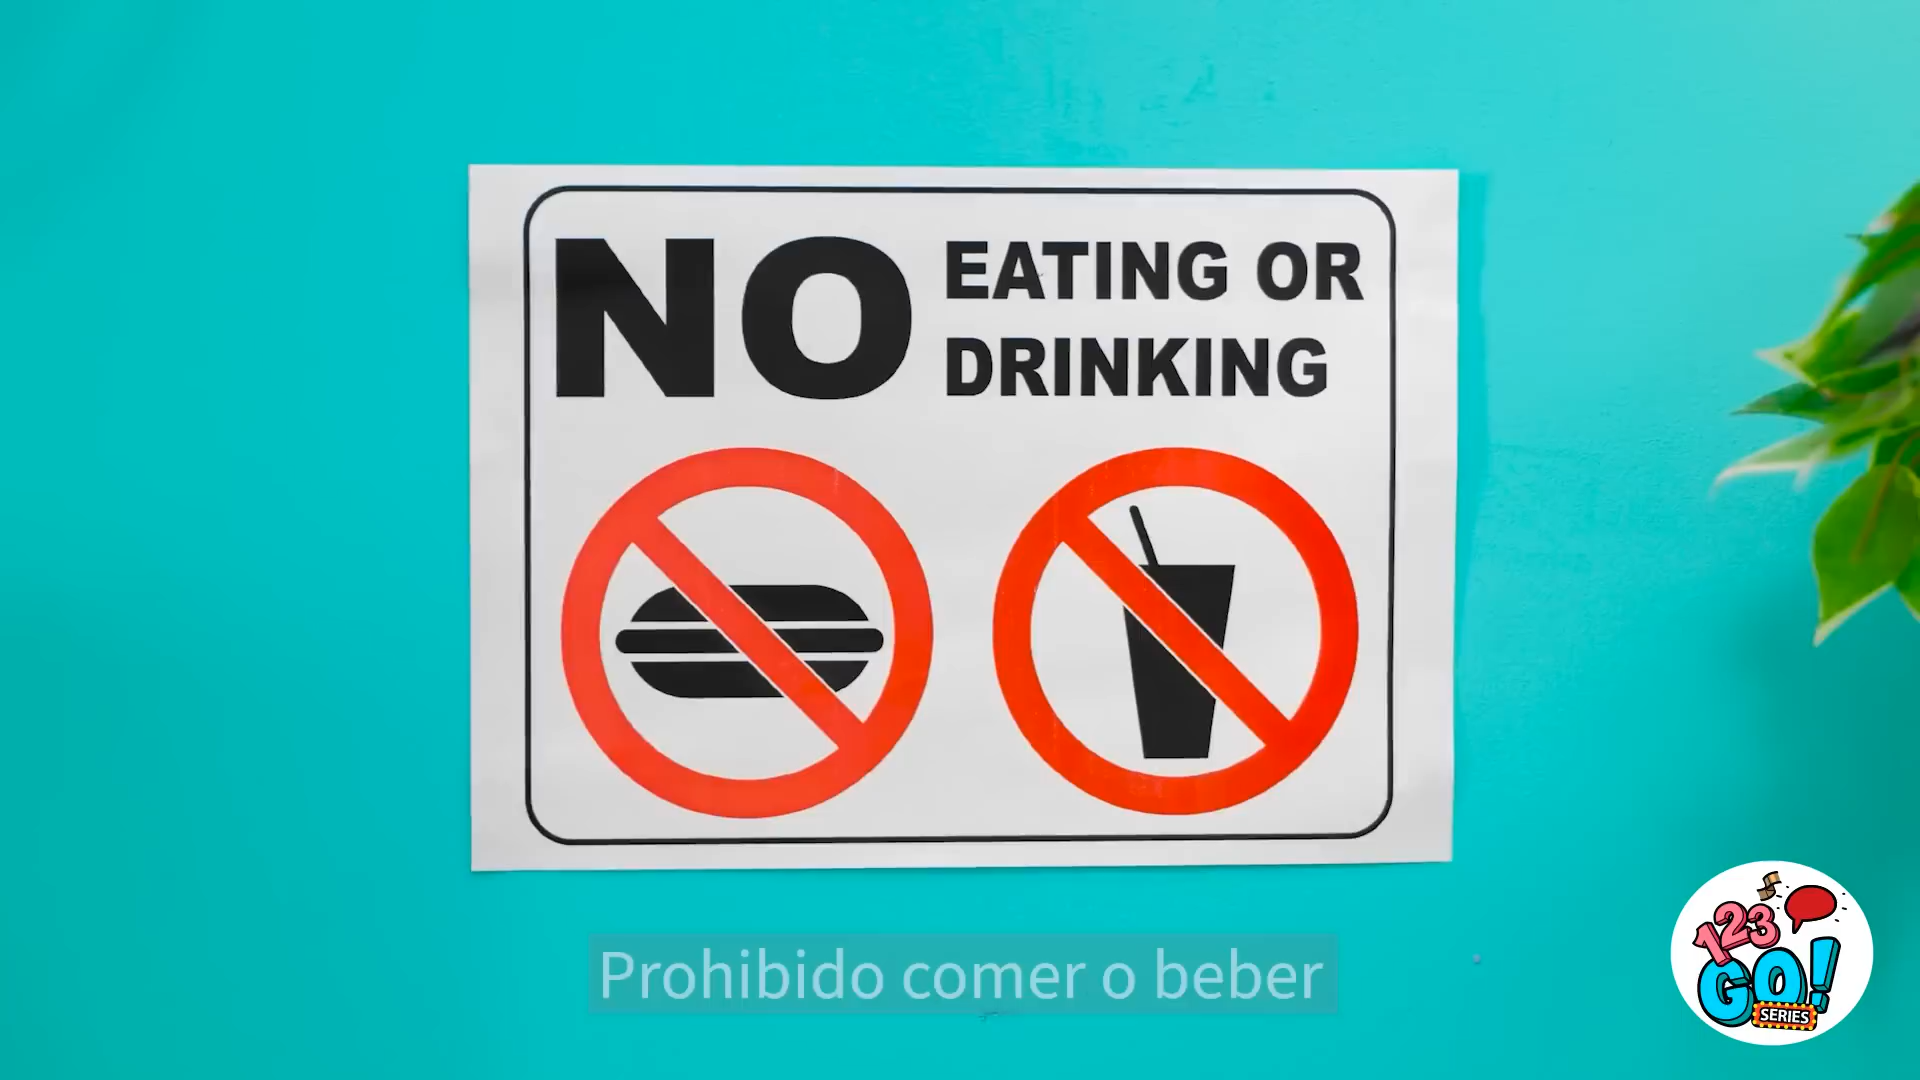 NO
EATING OR
DRINKING
Prohibido comer o beber
123
GO!
SERIES